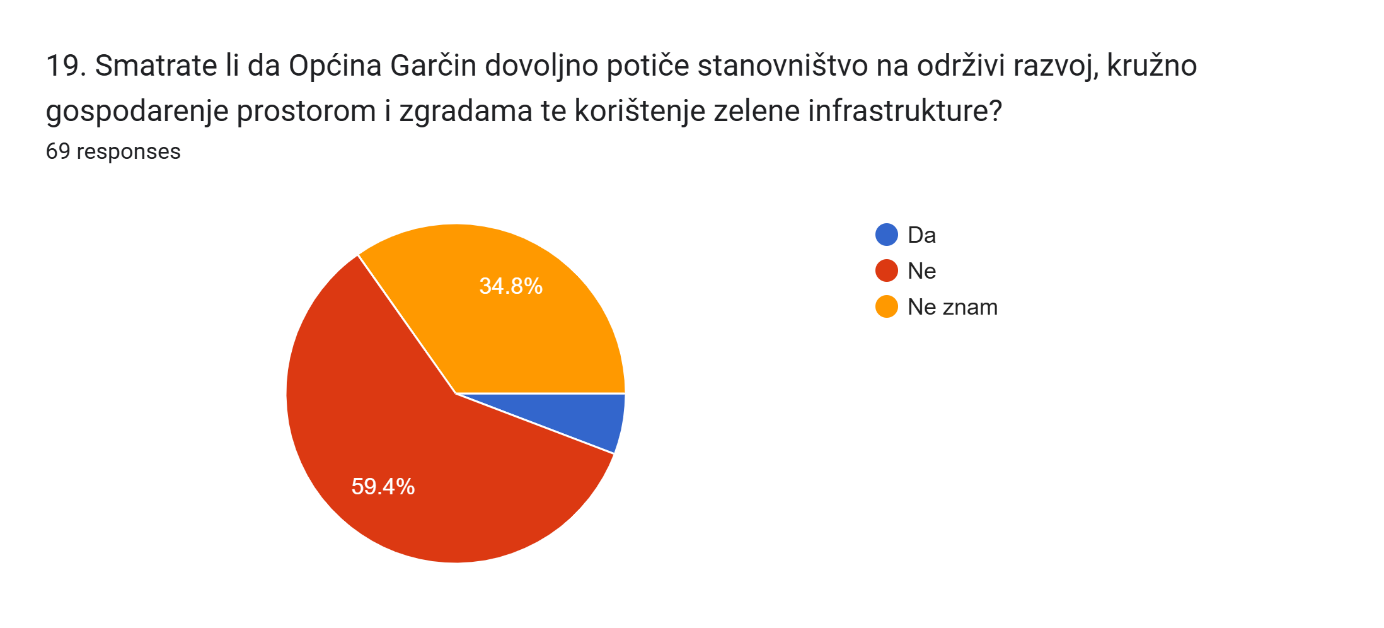 19. Smatrate li da Općina Garčin dovoljno potiče stanovništvo na održivi razvoj, kružno
gospodarenje prostorom i zgradama te korištenje zelene infrastrukture?
69 responses
Da
Ne
Ne znam
34.8%
59.4%